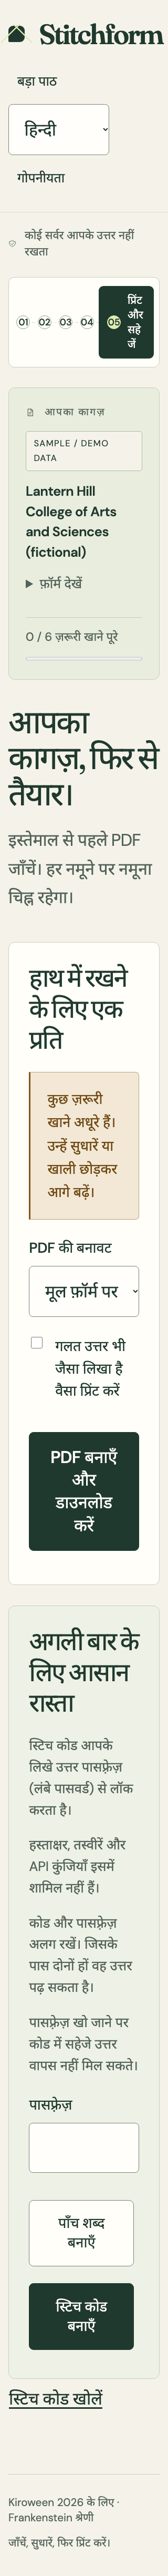 Stitchform
बड़ा पाठ
हिन्दी
गोपनीयता
कोई सर्वर आपके उत्तर नहीं
रखता
01 02 03 04 05 प्रिंट
और
सहे
जें
आपका कागज़
SAMPLE / DEMO
DATA
Lantern Hill
College of Arts
and Sciences
(fictional)
फ़ॉर्म देखें
0 / 6 ज़रूरी खाने पूरे
आपका
कागज़, फिर से
तैयार।
इस्तेमाल से पहले PDF
जाँचें। हर नमूने पर नमूना
चिह्न रहेगा।
हाथ में रखने
के लिए एक
प्रति
कुछ ज़रूरी
खाने अधूरे हैं।
उन्हें सुधारें या
खाली छोड़कर
आगे बढ़ें।
PDF की बनावट
मूल फ़ॉर्म पर
गलत उत्तर भी
जैसा लिखा है
वैसा प्रिंट करें
PDF बनाएँ
और
डाउनलोड
करें
अगली बार के
लिए आसान
रास्ता
स्टिच कोड आपके
लिखे उत्तर पासफ़्रेज़
(लंबे पासवर्ड) से लॉक
करता है।
हस्ताक्षर, तस्वीरें और
API कुंजियाँ इसमें
शामिल नहीं हैं।
कोड और पासफ़्रेज़
अलग रखें। जिसके
पास दोनों हों वह उत्तर
पढ़ सकता है।
पासफ़्रेज़ खो जाने पर
कोड में सहेजे उत्तर
वापस नहीं मिल सकते।
पासफ़्रेज़
पाँच शब्द
बनाएँ
स्टिच कोड
बनाएँ
स्टिच कोड खोलें
Kiroween 2026 के लिए ·
Frankenstein श्रेणी
जाँचें, सुधारें, फिर प्रिंट करें।